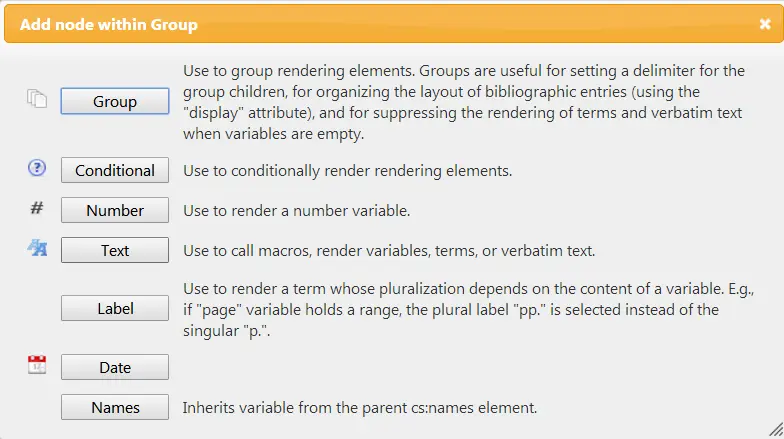 Add node within Group
Use to group rendering elements. Groups are useful for setting a delimiter for the
group children, for organizing the layout of bibliographic entries (using the
Group
"display" attribute), and for suppressing the rendering of terms and verbatim text
when variables are empty.
Conditional Use to conditionally render rendering elements.
# Number Use to render a number variable.
Text Use to call macros, render variables, terms, or verbatim text.
Use to render a term whose pluralization depends on the content of a variable. E.g.,
Label if "page" variable holds a range, the plural label "pp." is selected instead of the
singular "p.".
Date
Names Inherits variable from the parent cs:names element.